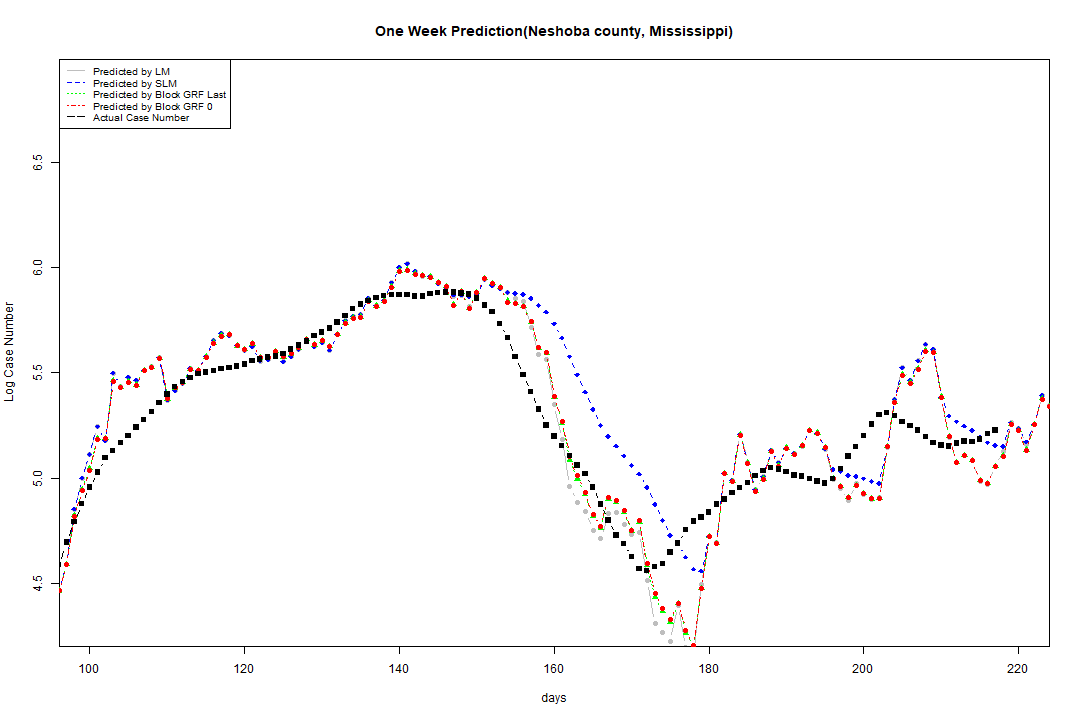 One Week Prediction(Neshoba county, Mississippi)
Predicted by LM
Predicted by SLM
Predicted by Block GRF Last
Predicted by Block GRF 0
Actual Case Number
Log Case Number
6.5
6.0
5.5
5.0
4.5
100 120 140 160 180 200 220
days